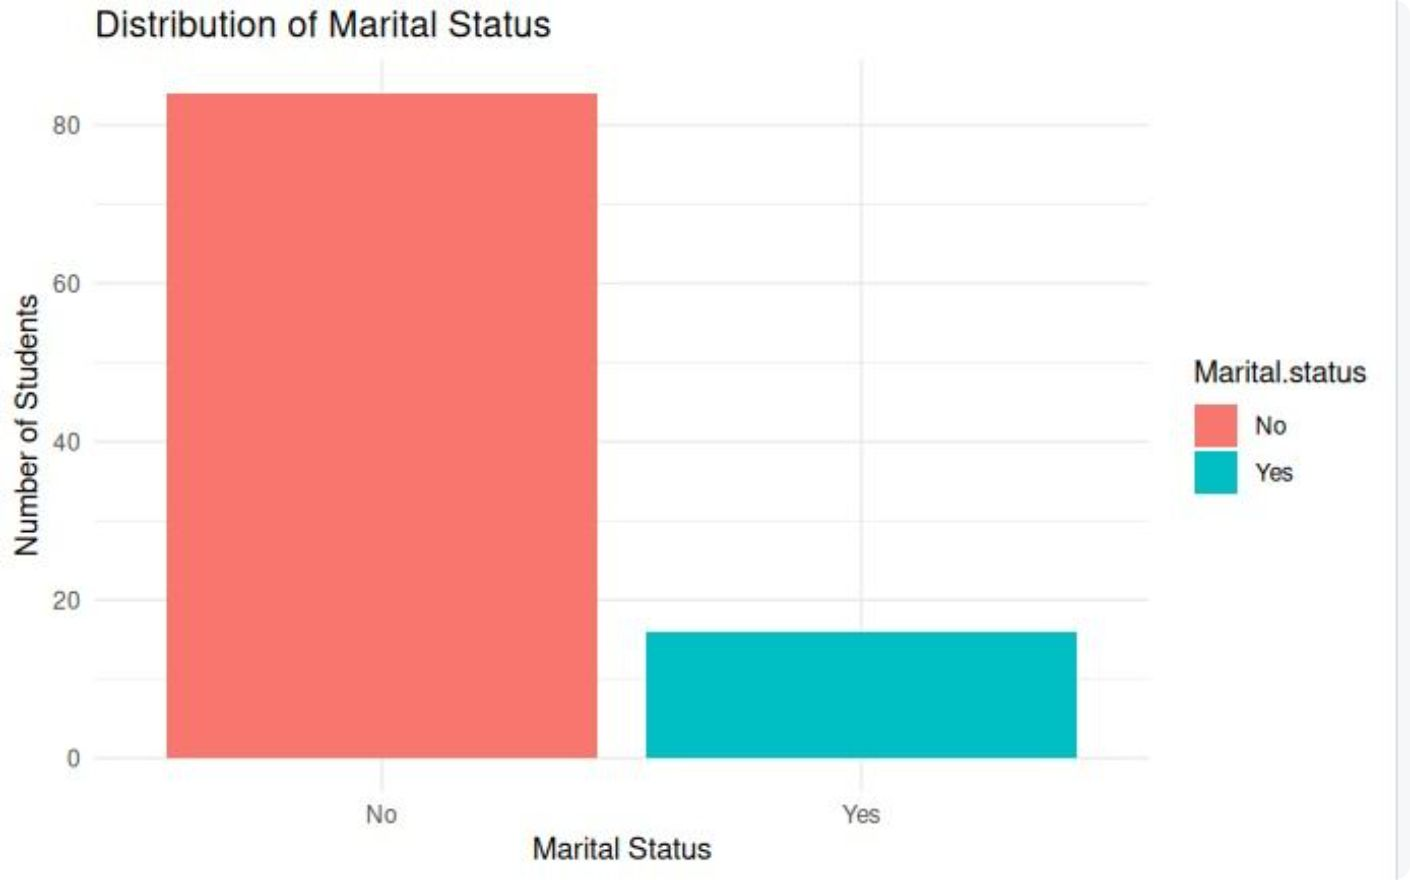 Distribution of Marital Status
80
60
40
20
0
Number of Students
No
Yes
Marital Status
Marital.status
No
Yes